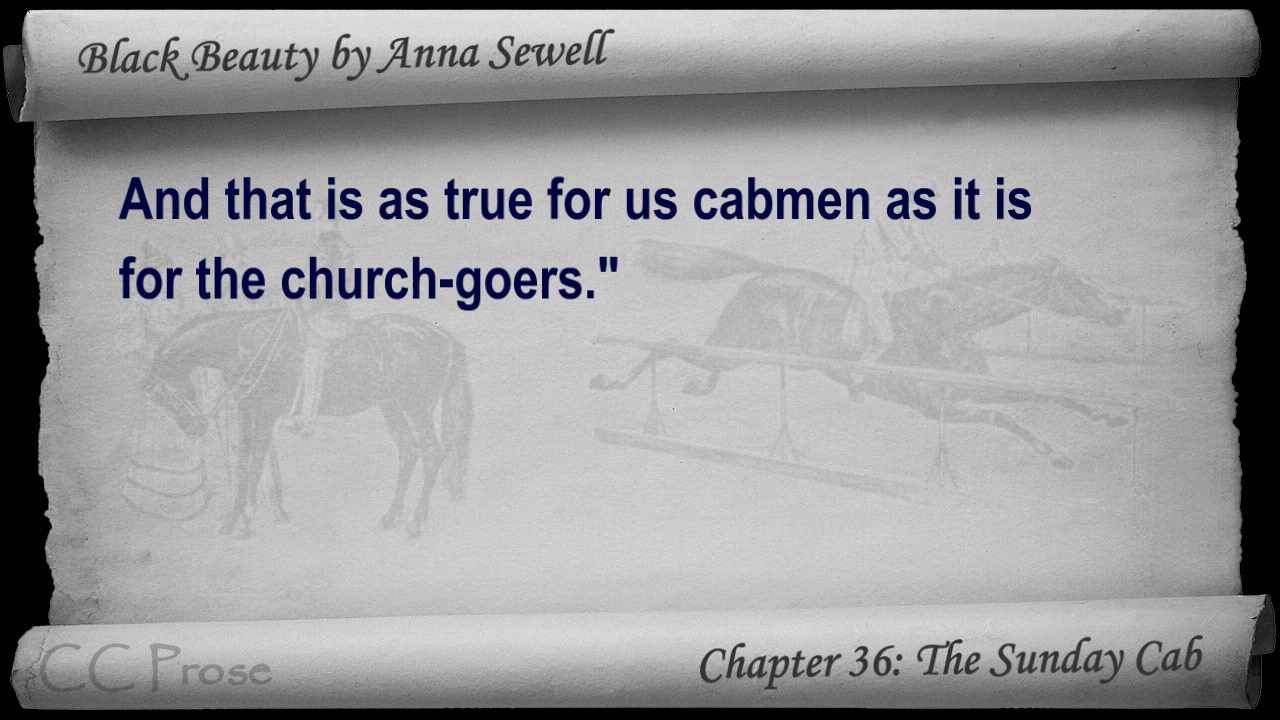 Black Beauty by Anna Sewell
And that is as true for us cabmen as it is
for the church-goers."
CC Prose
Chapter 36: The Sunday Cab